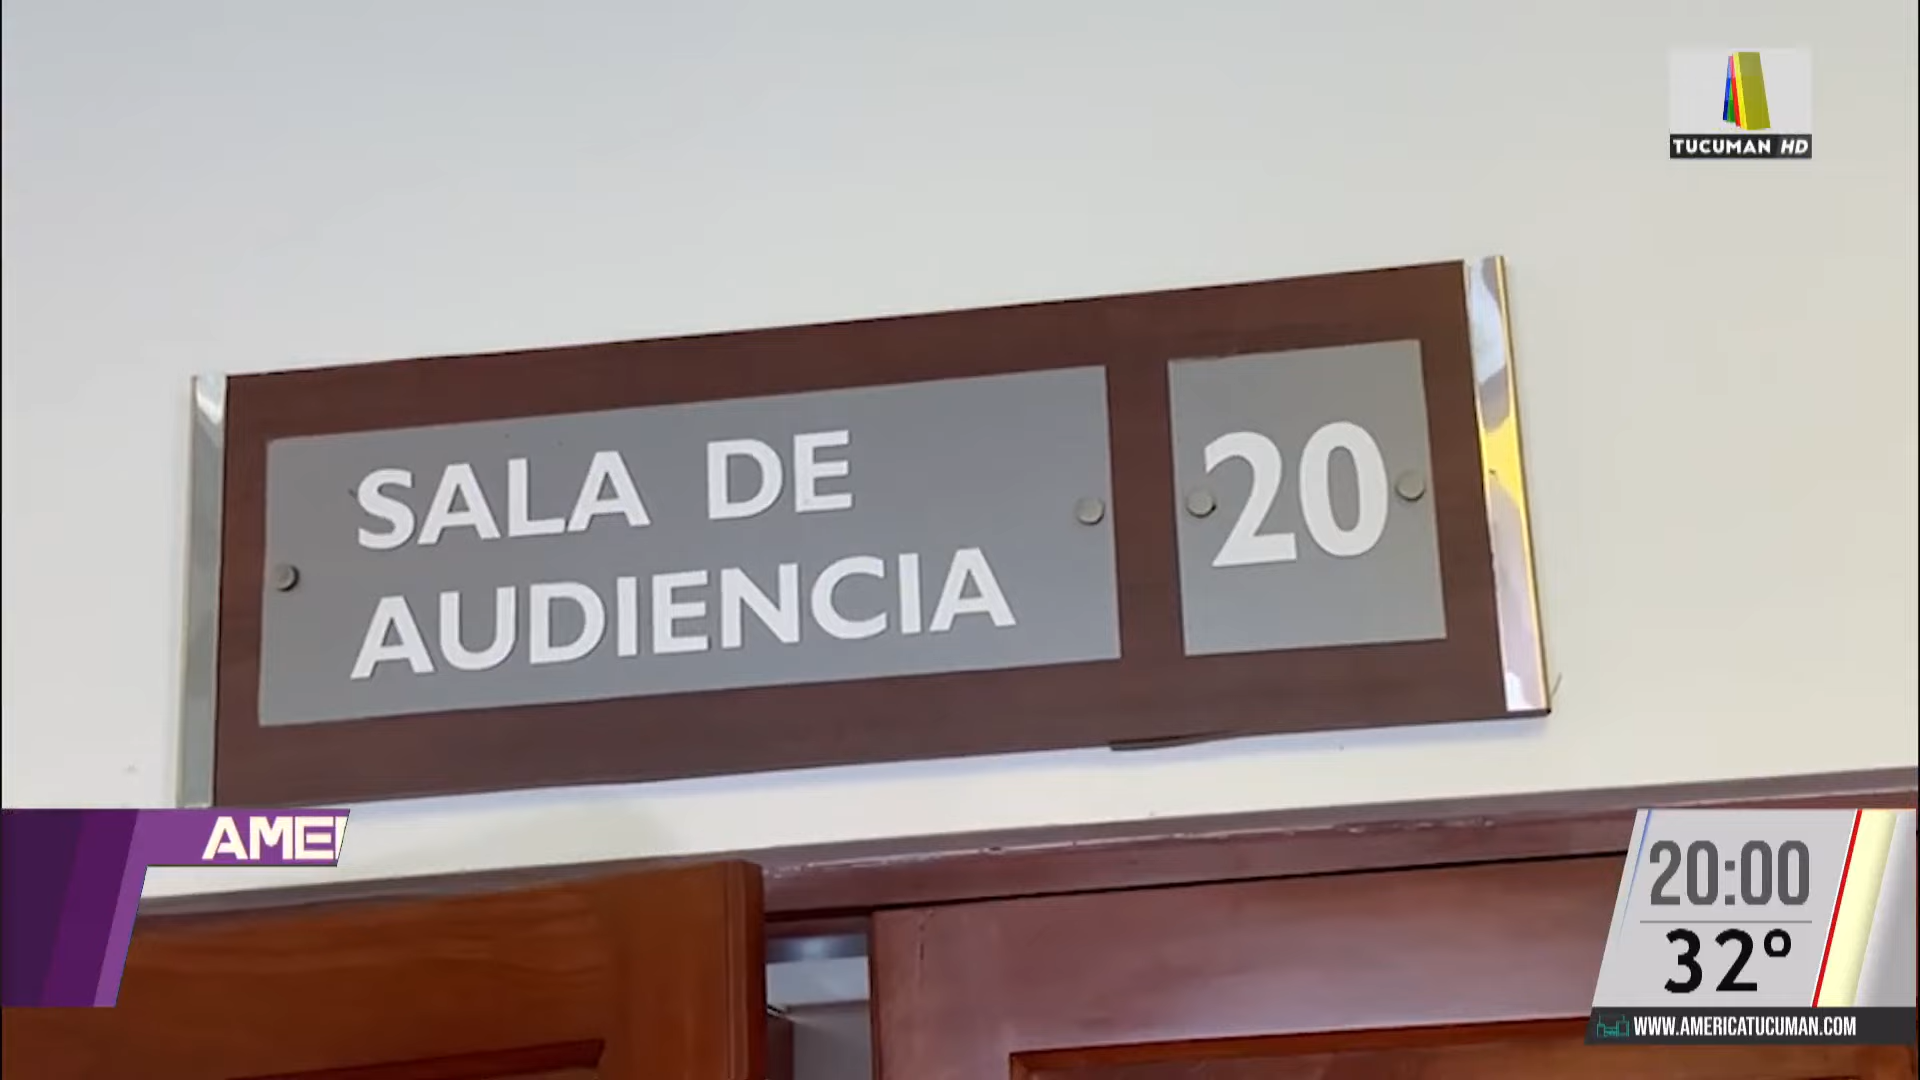 TUCUMAN HD
SALA DE
AUDIENCIA
20
AME
20:00
32°
WWW.AMERICATUCUMAN.COM